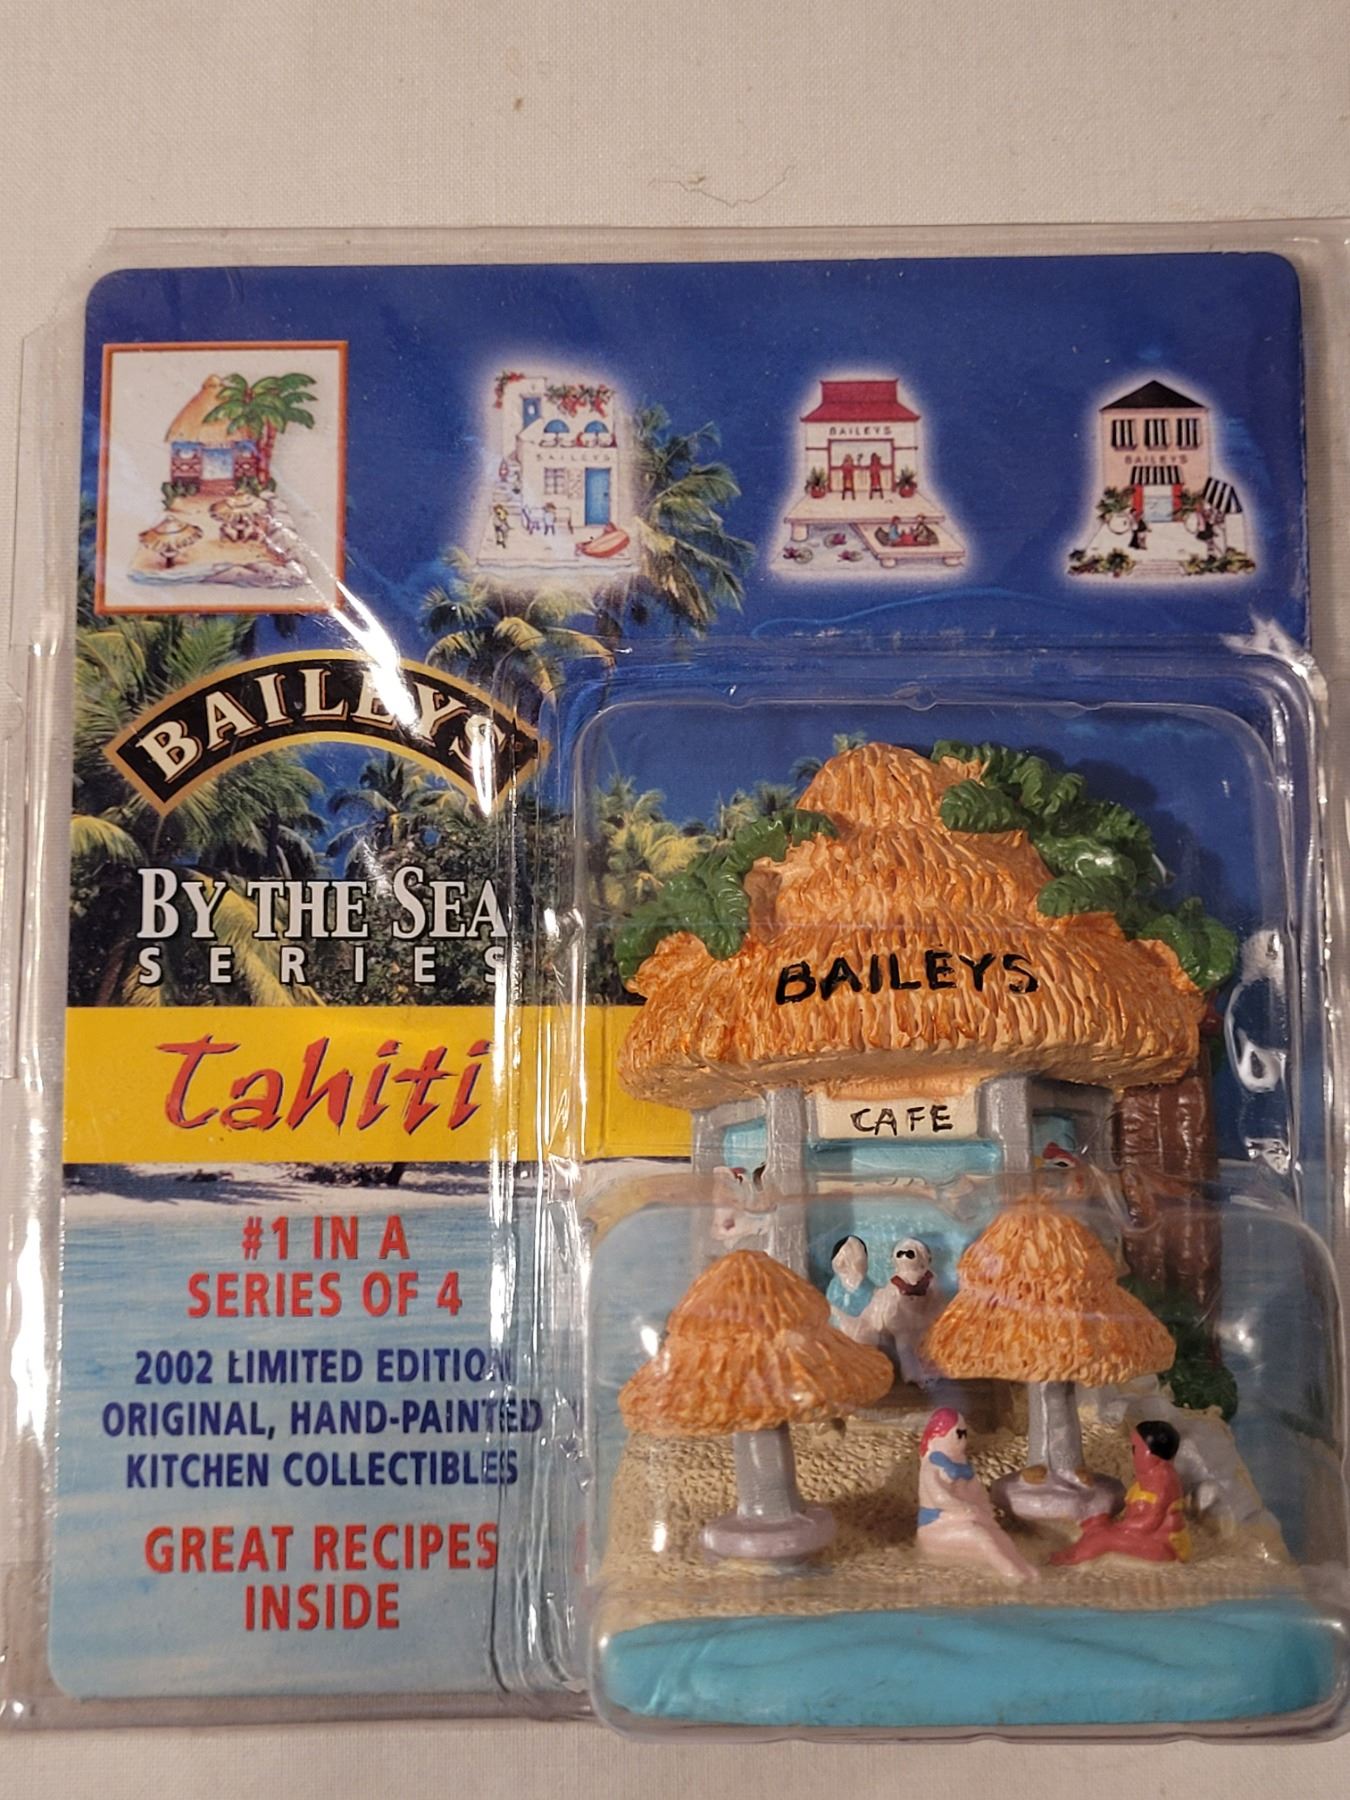 BAILEYS
BAILEYS
BAILEYS
BAILEYS
BY THE SEA
SERIES
Tahiti
#1 IN A
SERIES OF 4
2002 LIMITED EDITION
ORIGINAL, HAND-PAINTED
KITCHEN COLLECTIBLES
GREAT RECIPES
INSIDE
BAILEYS
CAFE